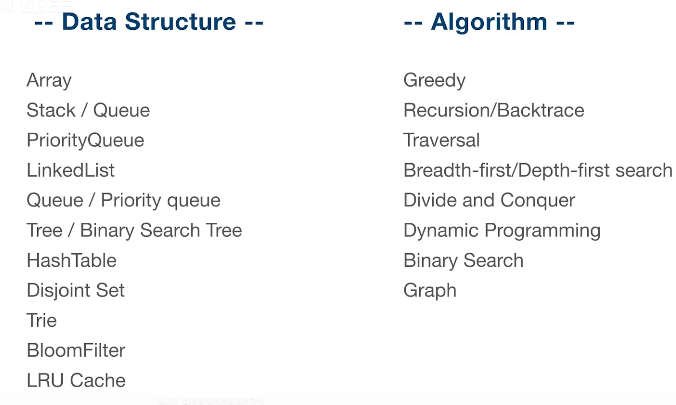 -- Data Structure --
Array
Stack / Queue
PriorityQueue
LinkedList
Queue / Priority queue
Tree / Binary Search Tree
HashTable
Disjoint Set
Trie
BloomFilter
LRU Cache
-- Algorithm --
Greedy
Recursion/Backtrace
Traversal
Breadth-first/Depth-first search
Divide and Conquer
Dynamic Programming
Binary Search
Graph